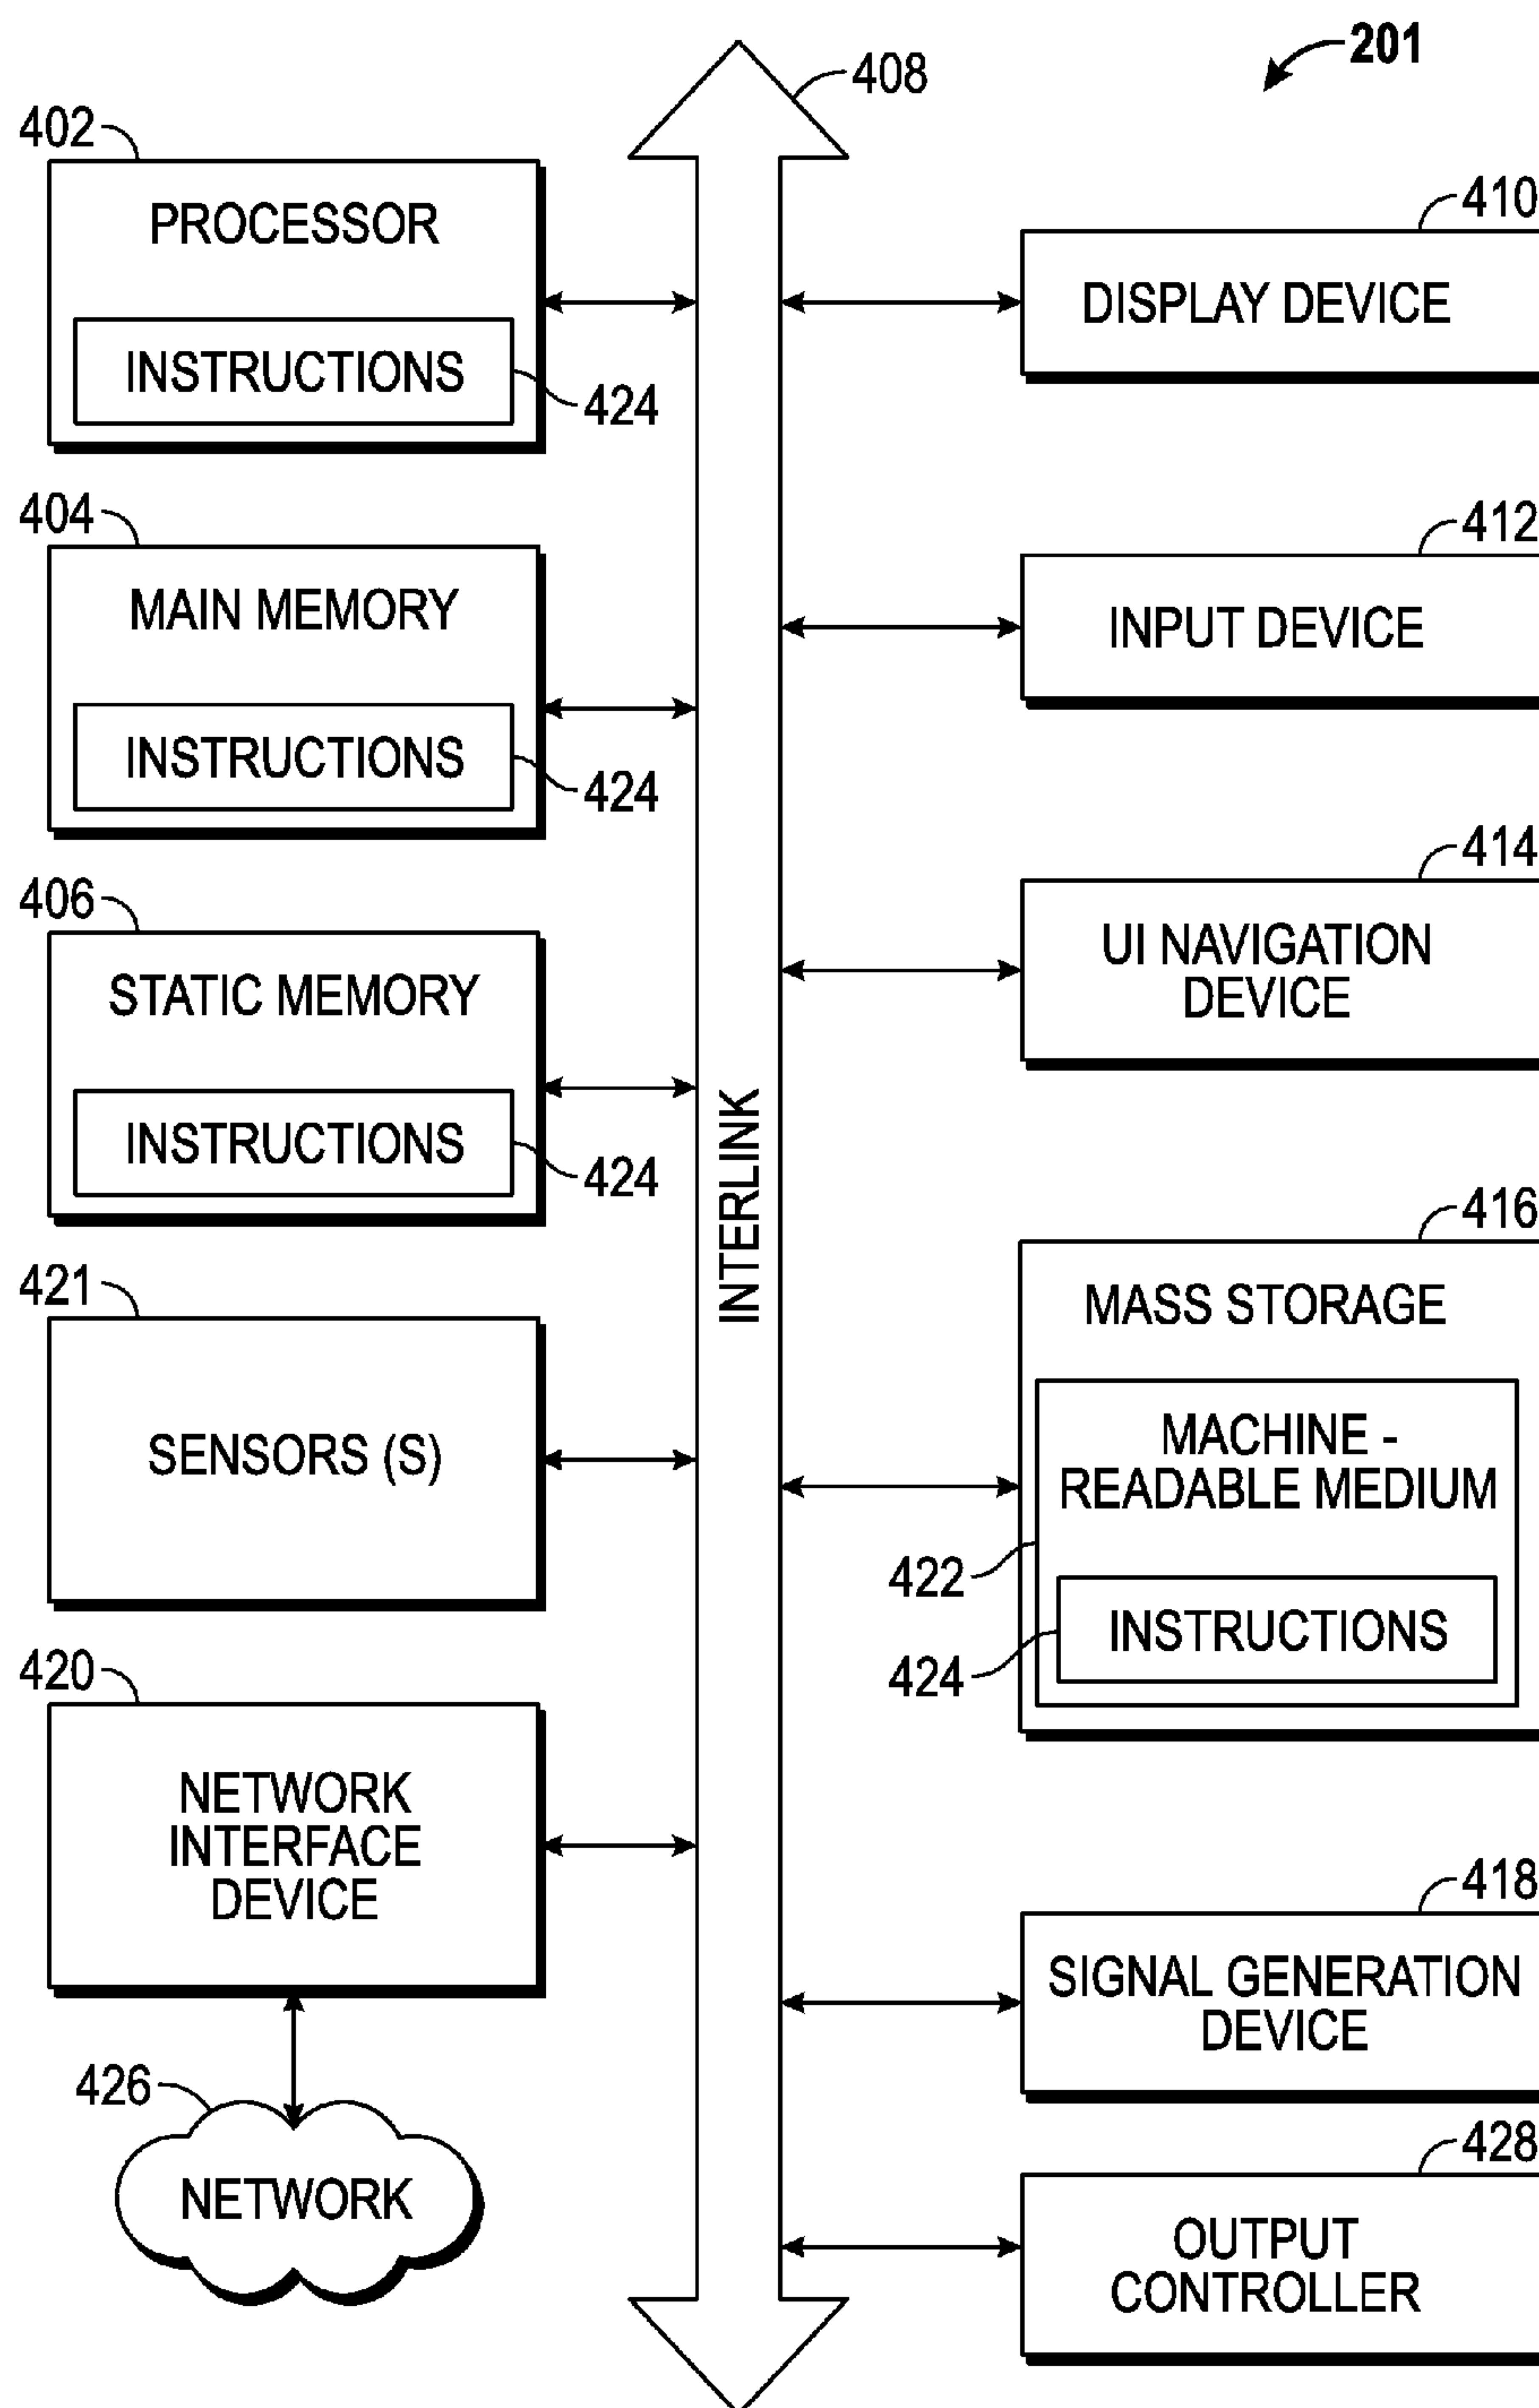 201
408
402
PROCESSOR
INSTRUCTIONS
424
404
MAIN MEMORY
INSTRUCTIONS
424
406
STATIC MEMORY
INSTRUCTIONS
424
421
SENSORS (S)
420
NETWORK
INTERFACE
DEVICE
426
NETWORK
INTERLINK
410
DISPLAY DEVICE
412
INPUT DEVICE
414
UI NAVIGATION
DEVICE
416
MASS STORAGE
MACHINE -
READABLE MEDIUM
422
INSTRUCTIONS
424
418
SIGNAL GENERATION
DEVICE
428
OUTPUT
CONTROLLER